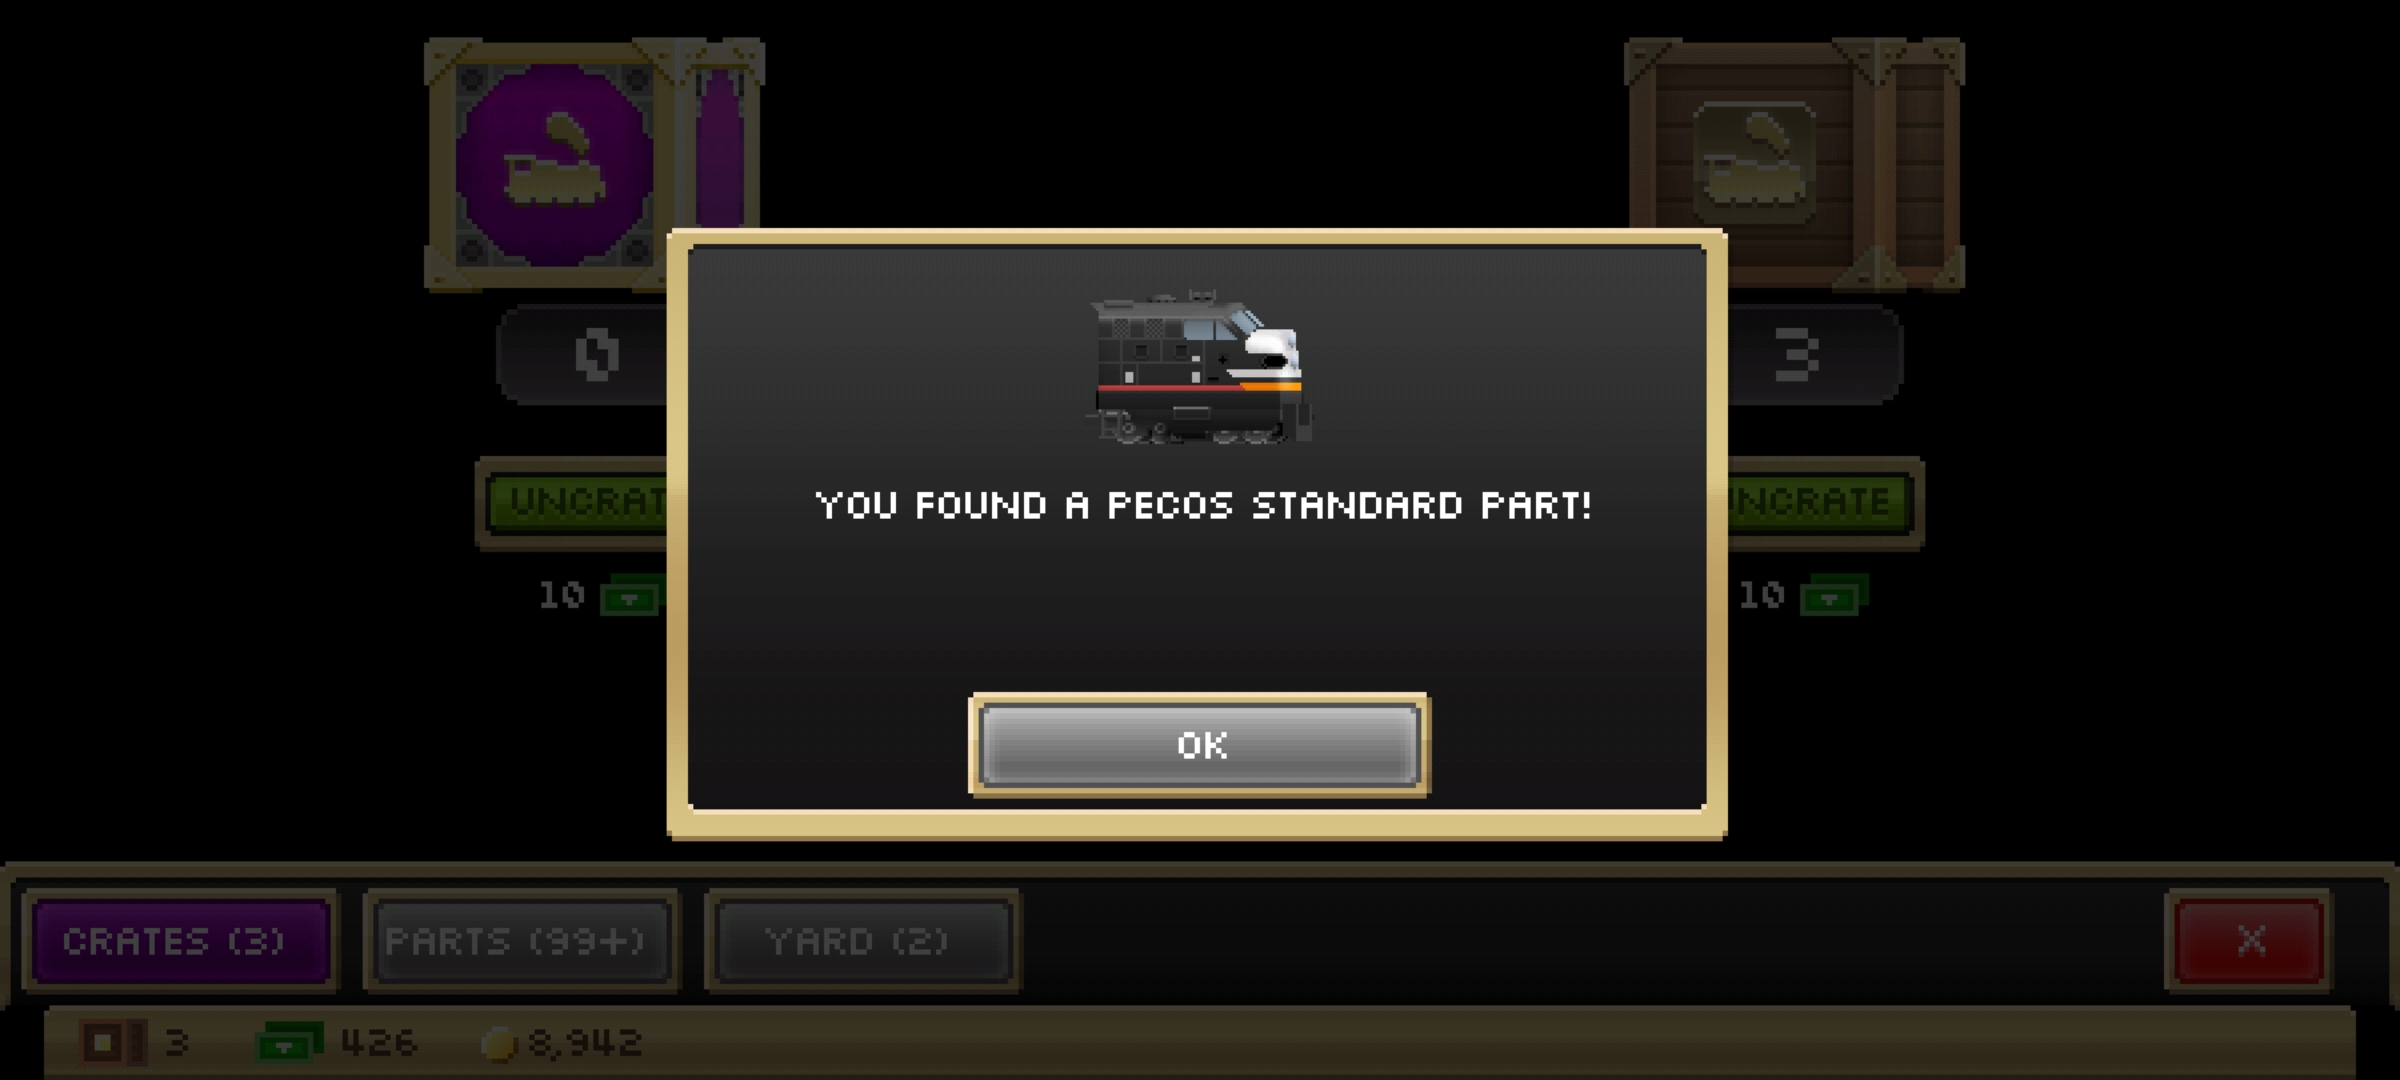 0
3
YOU FOUND A PECOS STANDARD PART!
UNCRAT
NCRATE
10
10
OK
CRATES (3)
PARTS (99+)
YARD (2)
X
3
426
8,942